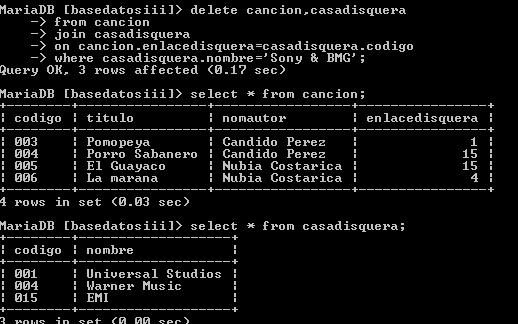 MariaDB [basedatosiii]> delete cancion,casadisquera
-> from cancion
-> join casadisquera
-> on cancion.enlacedisquera=casadisquera.codigo
-> where casadisquera.nombre='Sony & BMG';
Query OK, 3 rows affected (0.17 sec)
MariaDB [basedatosiii]> select * from cancion;
+--------+----------------+------------------+----------------+
| codigo | titulo | nomautor | enlacedisquera |
+--------+----------------+------------------+----------------+
| 003 | Pomopeya | Candido Perez | 1 |
| 004 | Porro Sabanero | Candido Perez | 15 |
| 005 | El Guayaco | Nubia Costarica | 15 |
| 006 | La marana | Nubia Costarica | 4 |
+--------+----------------+------------------+----------------+
4 rows in set (0.03 sec)
MariaDB [basedatosiii]> select * from casadisquera;
+--------+-------------------+
| codigo | nombre |
+--------+-------------------+
| 001 | Universal Studios |
| 004 | Warner Music |
| 015 | EMI |
+--------+-------------------+
3 rows in set (0.00 sec)